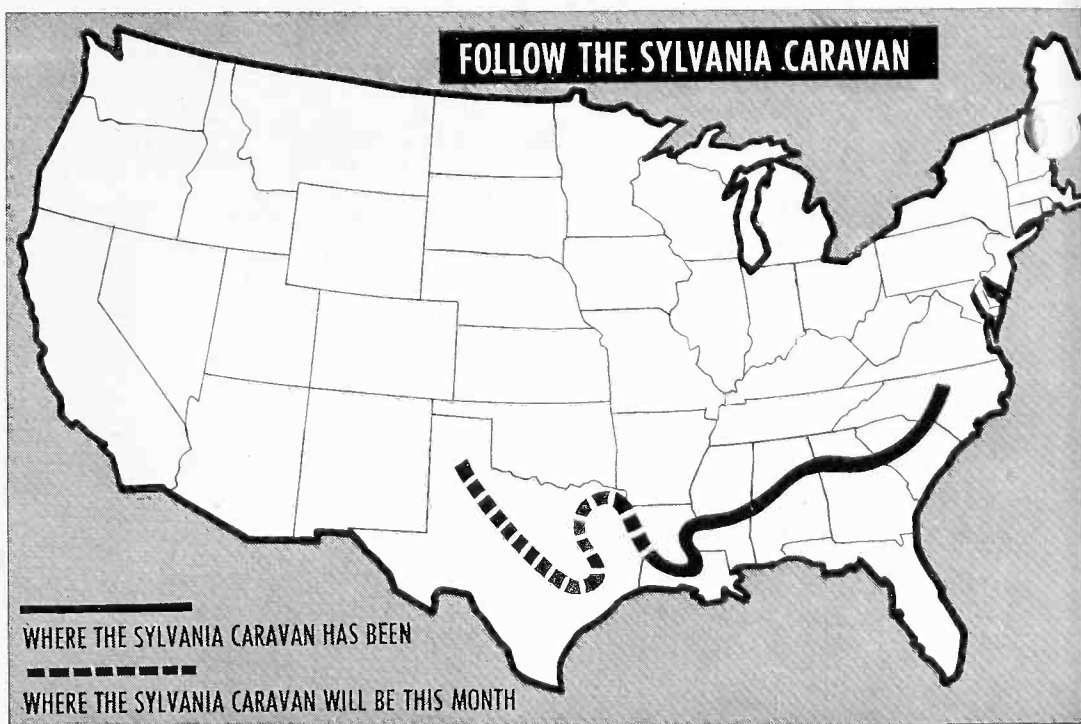 FOLLOW THE SYLVANIA CARAVAN
WHERE THE SYLVANIA CARAVAN HAS BEEN
WHERE THE SYLVANIA CARAVAN WILL BE THIS MONTH